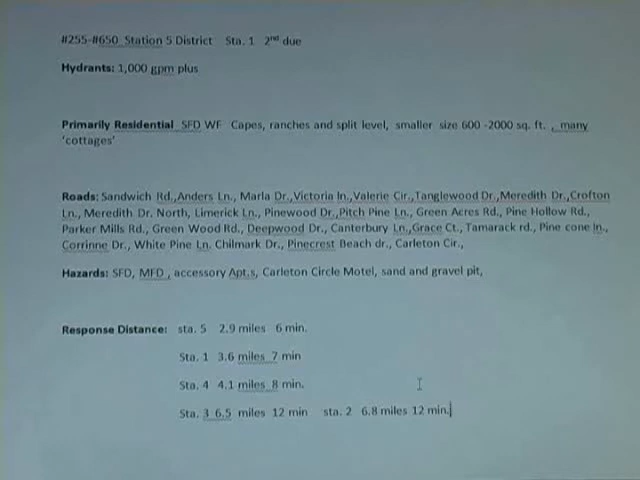 #255-#650 Station 5 District Sta. 1 2nd due
Hydrants: 1,000 gpm plus
Primarily Residential SFD WF Capes, ranches and split level, smaller size 600 -2000 sq. ft. , many
'cottages'
Roads: Sandwich Rd.,Anders Ln., Marla Dr.,Victoria ln.,Valerie Cir.,Tanglewood Dr.,Meredith Dr.,Crofton
Ln., Meredith Dr. North, Limerick Ln., Pinewood Dr.,Pitch Pine Ln., Green Acres Rd., Pine Hollow Rd.,
Parker Mills Rd., Green Wood Rd., Deepwood Dr., Canterbury Ln.,Grace Ct., Tamarack rd., Pine cone ln.,
Corrinne Dr., White Pine Ln. Chilmark Dr., Pinecrest Beach dr., Carleton Cir.,
Hazards: SFD, MFD , accessory Apt.s, Carleton Circle Motel, sand and gravel pit,
Response Distance: sta. 5 2.9 miles 6 min.
Sta. 1 3.6 miles 7 min
Sta. 4 4.1 miles 8 min.
Sta. 3 6.5 miles 12 min sta. 2 6.8 miles 12 min.